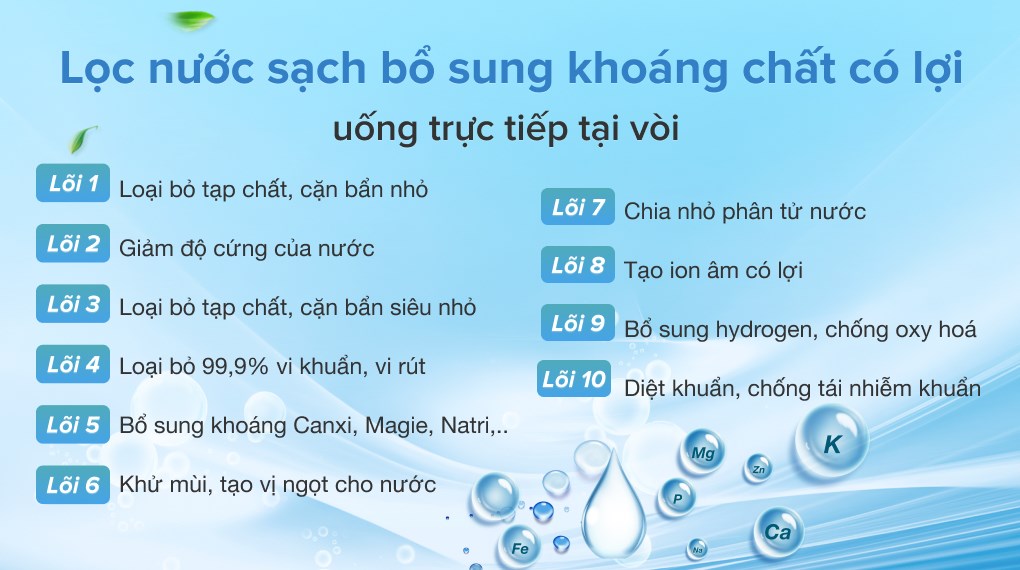 Lọc nước sạch bổ sung khoáng chất có lợi
uống trực tiếp tại vòi
Lõi 1 Loại bỏ tạp chất, cặn bẩn nhỏ
Lõi 2 Giảm độ cứng của nước
Lõi 3 Loại bỏ tạp chất, cặn bẩn siêu nhỏ
Lõi 4 Loại bỏ 99,9% vi khuẩn, vi rút
Lõi 5 Bổ sung khoáng Canxi, Magie, Natri,..
Lõi 6 Khử mùi, tạo vị ngọt cho nước
Lõi 7 Chia nhỏ phân tử nước
Lõi 8 Tạo ion âm có lợi
Lõi 9 Bổ sung hydrogen, chống oxy hoá
Lõi 10 Diệt khuẩn, chống tái nhiễm khuẩn
K
Mg
Zn
P
Ca
Fe
Na